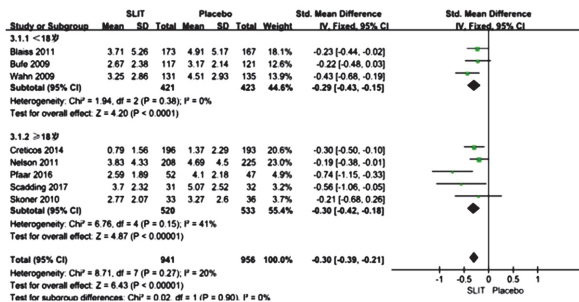 SLIT Placebo Std. Mean Difference Std. Mean Difference
Study or Subgroup Mean SD Total Mean SD Total Weight IV, Fixed, 95% CI IV, Fixed, 95% CI
3.1.1 <18岁
Blaiss 2011 3.71 5.26 173 4.91 5.17 167 18.1% -0.23 [-0.44, -0.02]
Bufe 2009 2.67 2.38 117 3.17 2.14 121 12.7% -0.22 [-0.48, 0.03]
Wahn 2009 3.25 2.86 131 4.51 2.93 135 13.9% -0.43 [-0.68, -0.19]
Subtotal (95% CI) 421 423 44.6% -0.29 [-0.43, -0.15]
Heterogeneity: Chi² = 1.94, df = 2 (P = 0.38); I² = 0%
Test for overall effect: Z = 4.20 (P < 0.0001)
3.1.2 ≥18岁
Creticos 2014 0.79 1.56 196 1.37 2.29 193 20.6% -0.30 [-0.50, -0.10]
Nelson 2011 3.83 4.33 208 4.69 4.5 225 23.1% -0.19 [-0.38, -0.01]
Pfaar 2016 2.59 1.89 52 4.1 2.18 47 5.0% -0.74 [-1.15, -0.33]
Scadding 2017 3.7 2.32 31 5.07 2.52 32 3.2% -0.56 [-1.06, -0.05]
Skoner 2010 2.77 2.07 33 3.27 2.6 36 3.7% -0.21 [-0.68, 0.26]
Subtotal (95% CI) 520 533 55.4% -0.30 [-0.42, -0.18]
Heterogeneity: Chi² = 6.76, df = 4 (P = 0.15); I² = 41%
Test for overall effect: Z = 4.87 (P < 0.00001)
Total (95% CI) 941 956 100.0% -0.30 [-0.39, -0.21]
Heterogeneity: Chi² = 8.71, df = 7 (P = 0.27); I² = 20%
Test for overall effect: Z = 6.43 (P < 0.00001)
Test for subgroup differences: Chi² = 0.02, df = 1 (P = 0.90), I² = 0%
-1 -0.5 0 0.5 1
SLIT Placebo